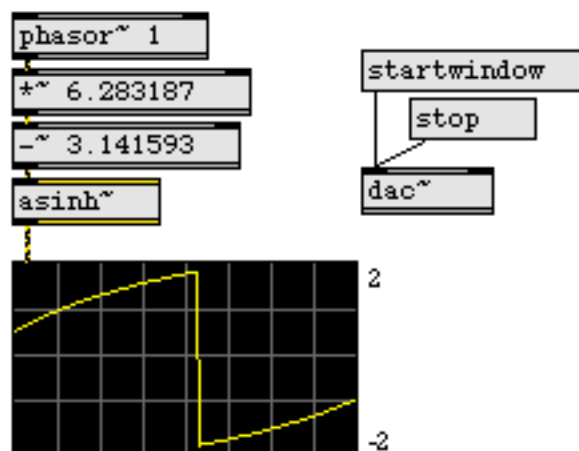 phasor~ 1
*~ 6.283187
-~ 3.141593
asinh~
startwindow
stop
dac~
2
-2